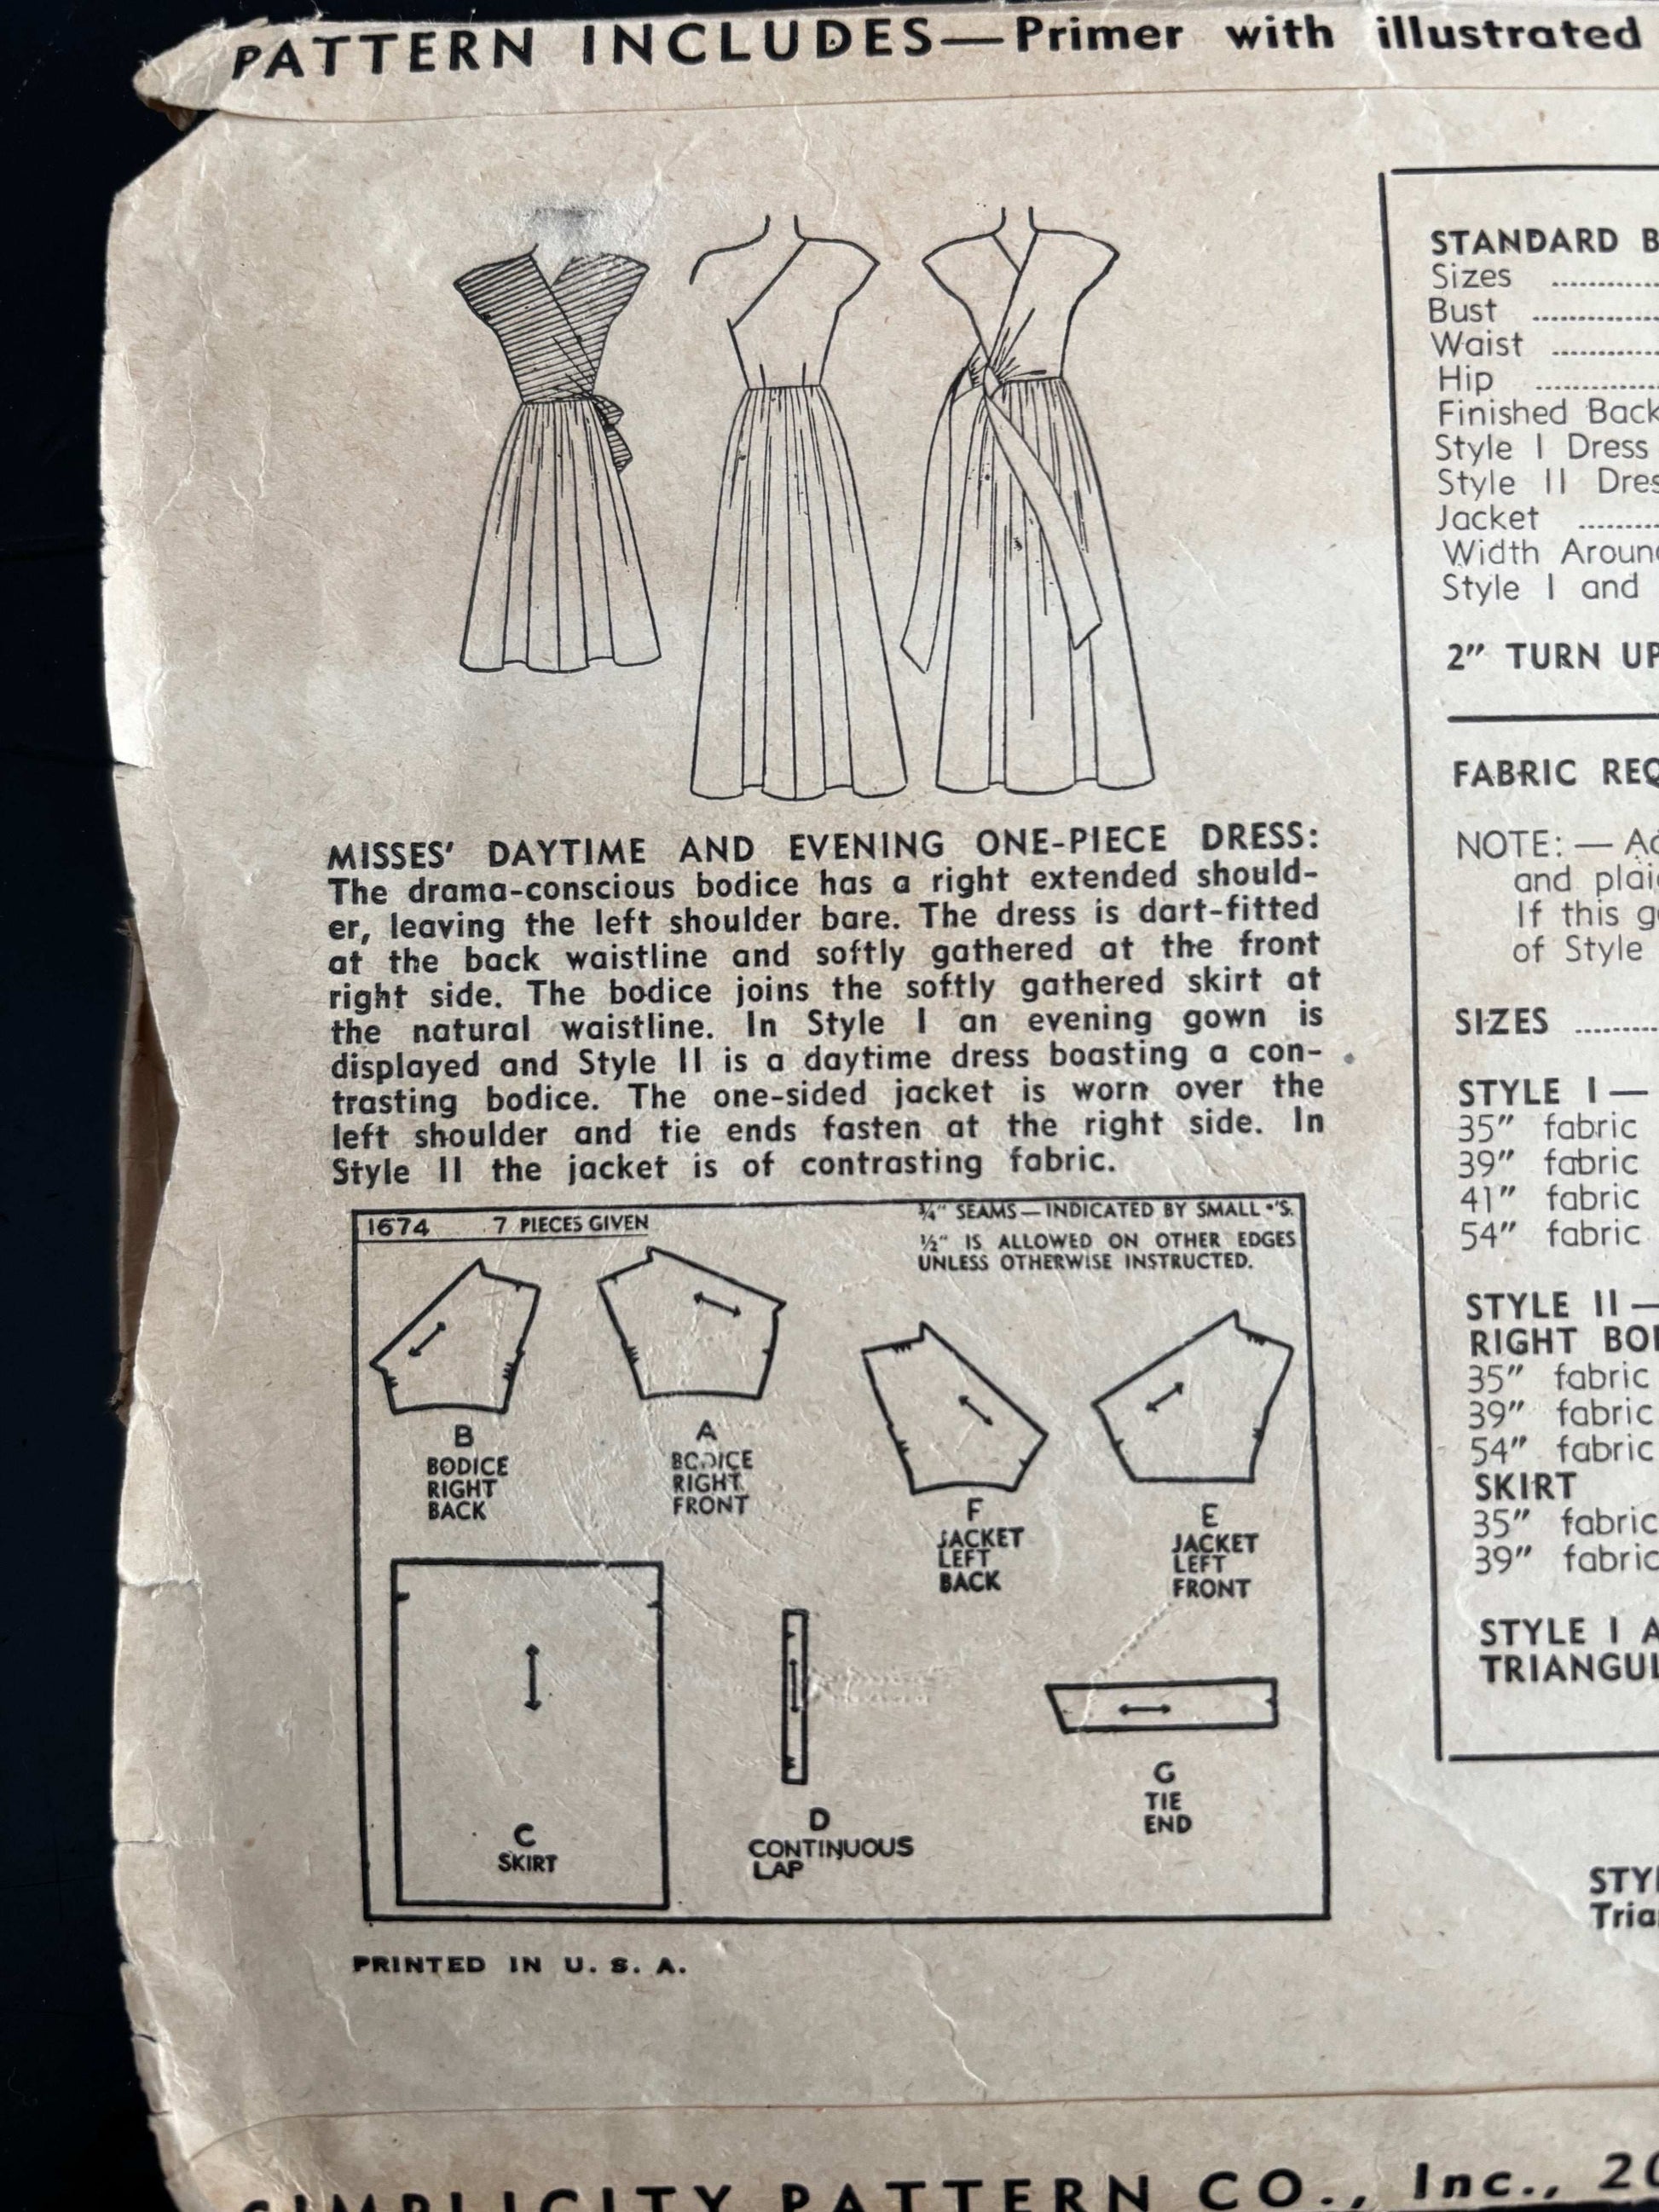 PATTERN INCLUDES—Primer with illustrated
MISSES' DAYTIME AND EVENING ONE-PIECE DRESS:
The drama-conscious bodice has a right extended should-
er, leaving the left shoulder bare. The dress is dart-fitted
at the back waistline and softly gathered at the front
right side. The bodice joins the softly gathered skirt at
the natural waistline. In Style I an evening gown is
displayed and Style II is a daytime dress boasting a con-
trasting bodice. The one-sided jacket is worn over the
left shoulder and tie ends fasten at the right side. In
Style II the jacket is of contrasting fabric.
1674 7 PIECES GIVEN
¾" SEAMS—INDICATED BY SMALL •'S.
½" IS ALLOWED ON OTHER EDGES
UNLESS OTHERWISE INSTRUCTED.
B
BODICE
RIGHT
BACK
A
BODICE
RIGHT
FRONT
F
JACKET
LEFT
BACK
E
JACKET
LEFT
FRONT
C
SKIRT
D
CONTINUOUS
LAP
G
TIE
END
PRINTED IN U. S. A.
STANDARD B
Sizes
Bust
Waist
Hip
Finished Back
Style I Dress
Style II Dres
Jacket
Width Aroun
Style I and
2" TURN UP
FABRIC REQ
NOTE: — Ad
and plai
If this g
of Style
SIZES
STYLE I —
35" fabric
39" fabric
41" fabric
54" fabric
STYLE II —
RIGHT BO
35" fabric
39" fabric
54" fabric
SKIRT
35" fabric
39" fabric
STYLE I A
TRIANGUL
STYL
Tria
SIMPLICITY PATTERN CO., Inc., 20